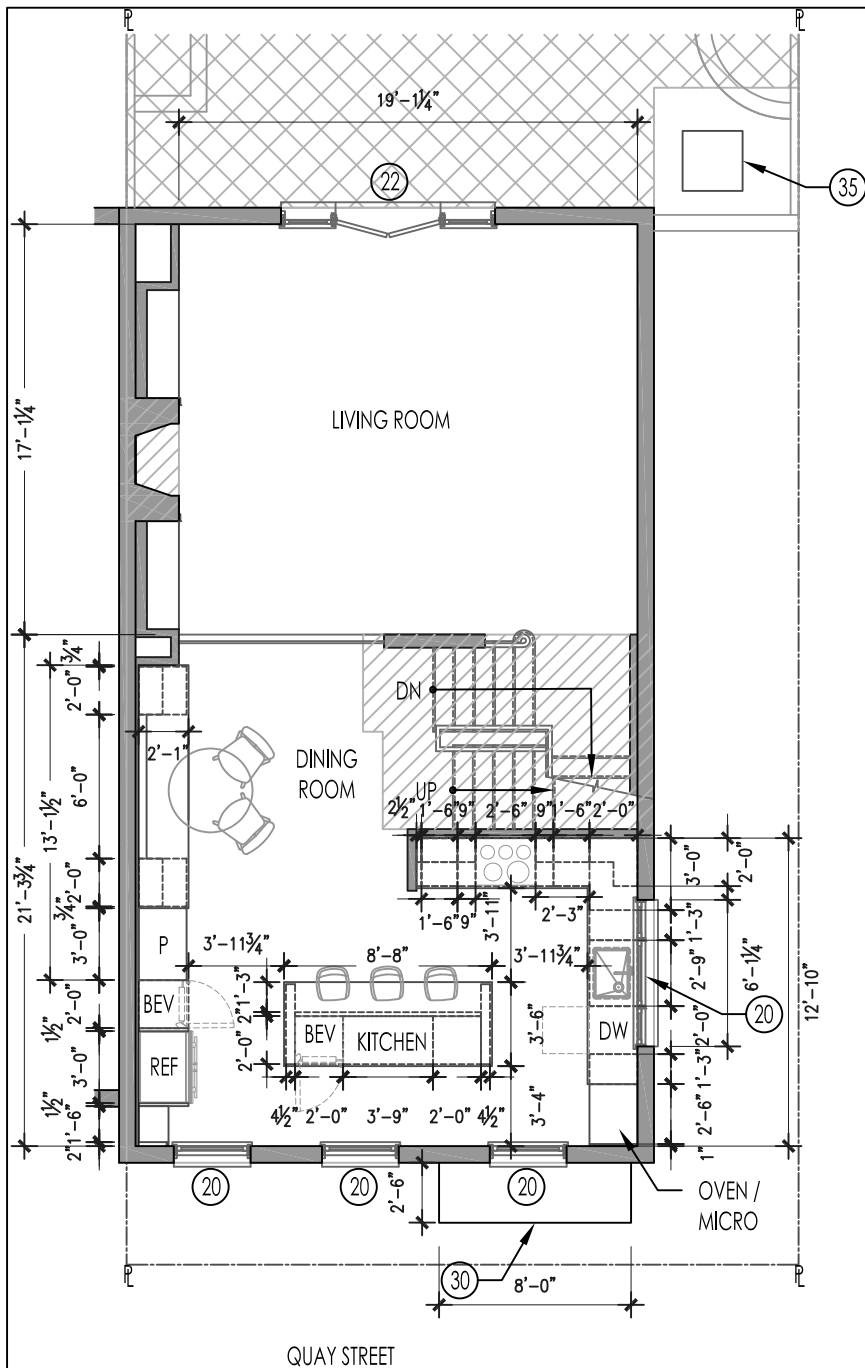 PL
PL
19'-1¼"
22
35
17'-1¼"
LIVING ROOM
¾"
2'-0"
DN
2'-1"
DINING
ROOM
6'-0"
13'-1½"
21'-3¾"
UP
2½" 1'-6" 9" 2'-6" 9" 1'-6" 2'-0"
3'-0"
2'-0"
2'-0"
¾"
1'-6" 9"
3'-11"
2'-3"
1'-3"
P
3'-0"
3'-11¾"
8'-8"
3'-11¾"
2'-9"
6'-1¼"
12'-10"
BEV
2'-0"
1'-3"
2"
BEV
KITCHEN
3'-6"
DW
2'-0"
20
1½"
REF
3'-0"
2'-0"
1'-3"
1½"
4½" 2'-0" 3'-9" 2'-0" 4½"
3'-4"
2'-6"
1'-6"
2"
1"
20
20
20
2'-6"
OVEN /
MICRO
30
8'-0"
PL
PL
QUAY STREET